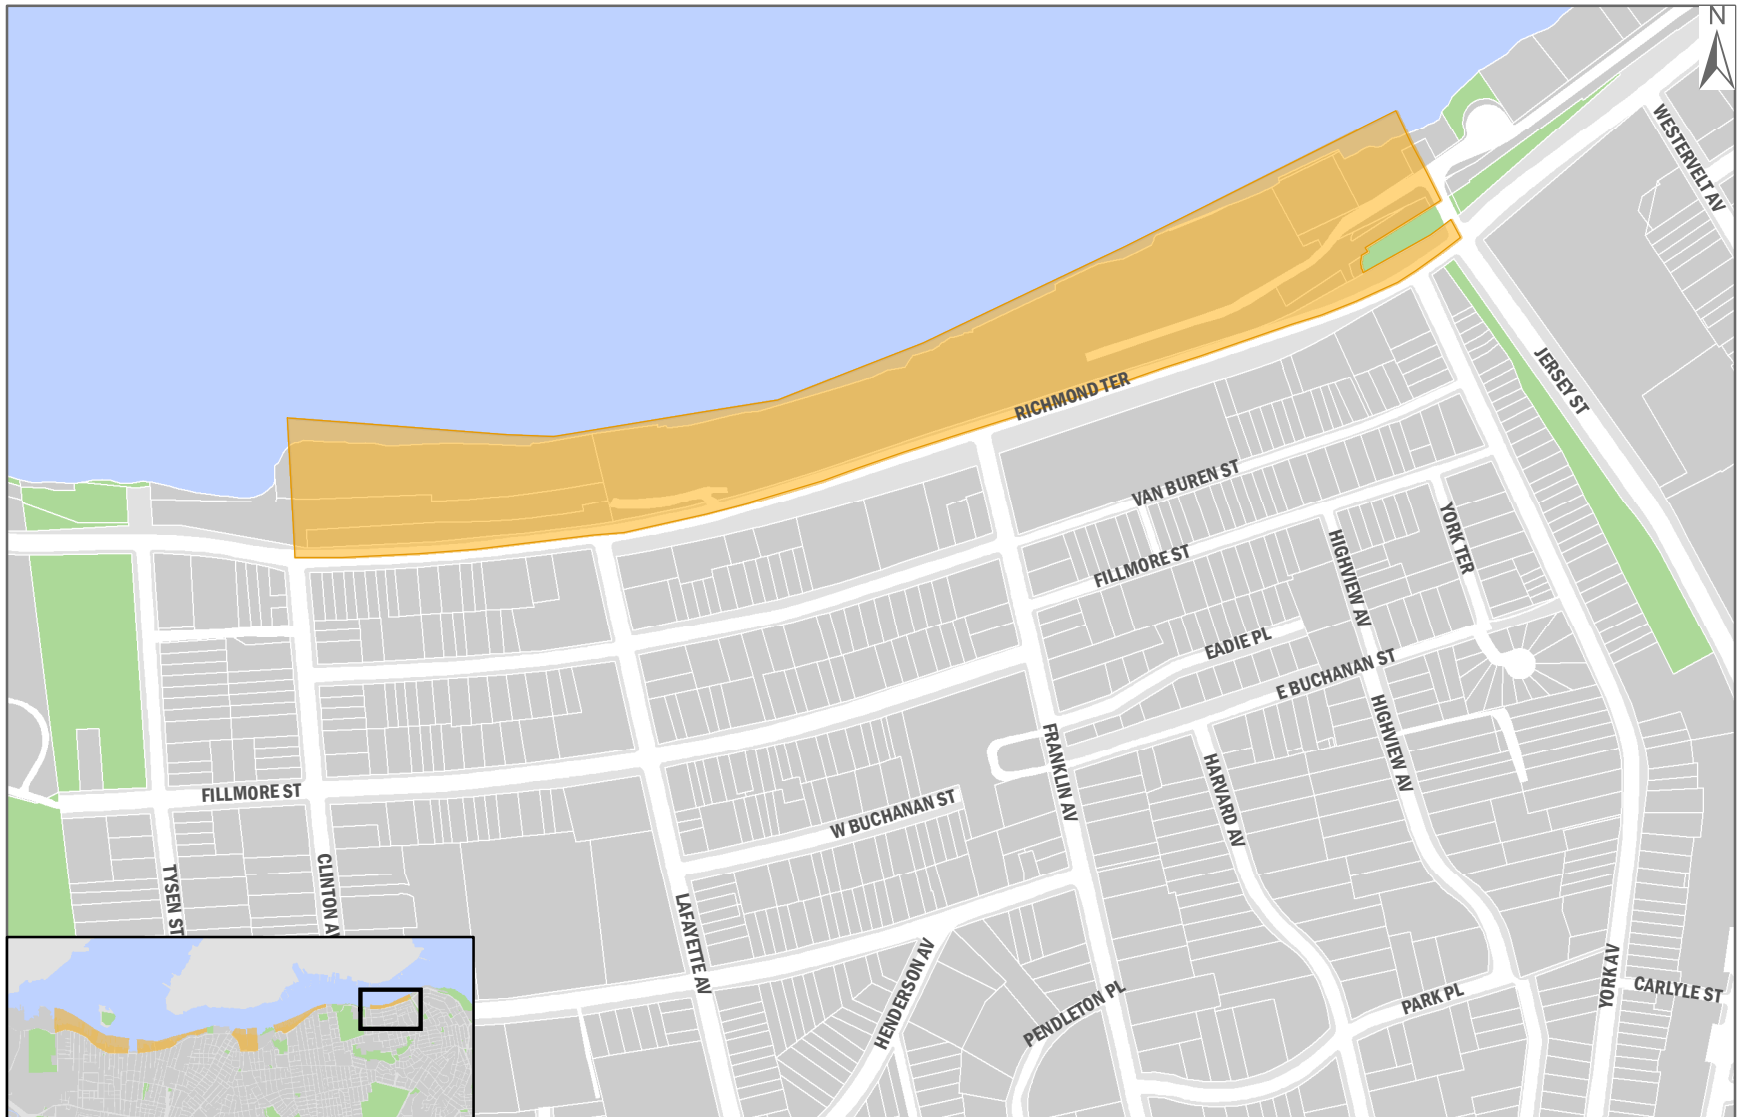 N
WESTERVELT AV
JERSEY ST
RICHMOND TER
VAN BUREN ST
YORK TER
FILLMORE ST
HIGHVIEW AV
EADIE PL
E BUCHANAN ST
HIGHVIEW AV
FRANKLIN AV
HARVARD AV
FILLMORE ST
W BUCHANAN ST
TYSEN ST
CLINTON AV
LAFAYETTE AV
HENDERSON AV
PENDLETON PL
PARK PL
YORK AV
CARLYLE ST